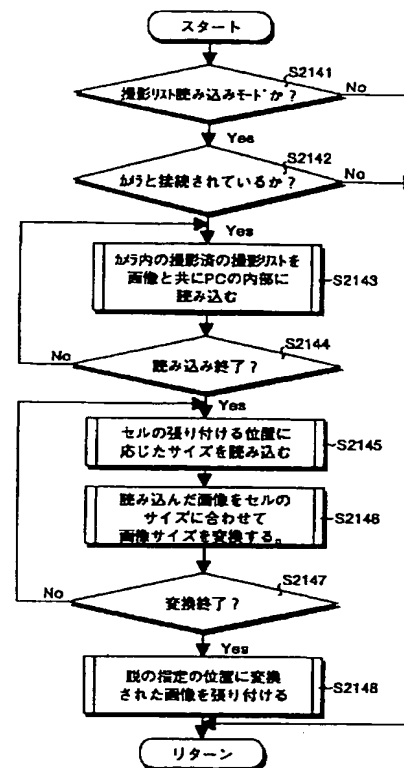 スタート
S2141
撮影リスト読み込みモードか?
No
Yes
S2142
カメラと接続されているか?
No
Yes
カメラ内の撮影済の撮影リストを
画像と共にPCの内部に
読み込む
S2143
S2144
No
読み込み終了?
Yes
セルの張り付ける位置に
応じたサイズを読み込む
S2145
読み込んだ画像をセルの
サイズに合わせて
画像サイズを変換する。
S2146
S2147
No
変換終了?
Yes
の指定の位置に変換
された画像を張り付ける
S2148
リターン